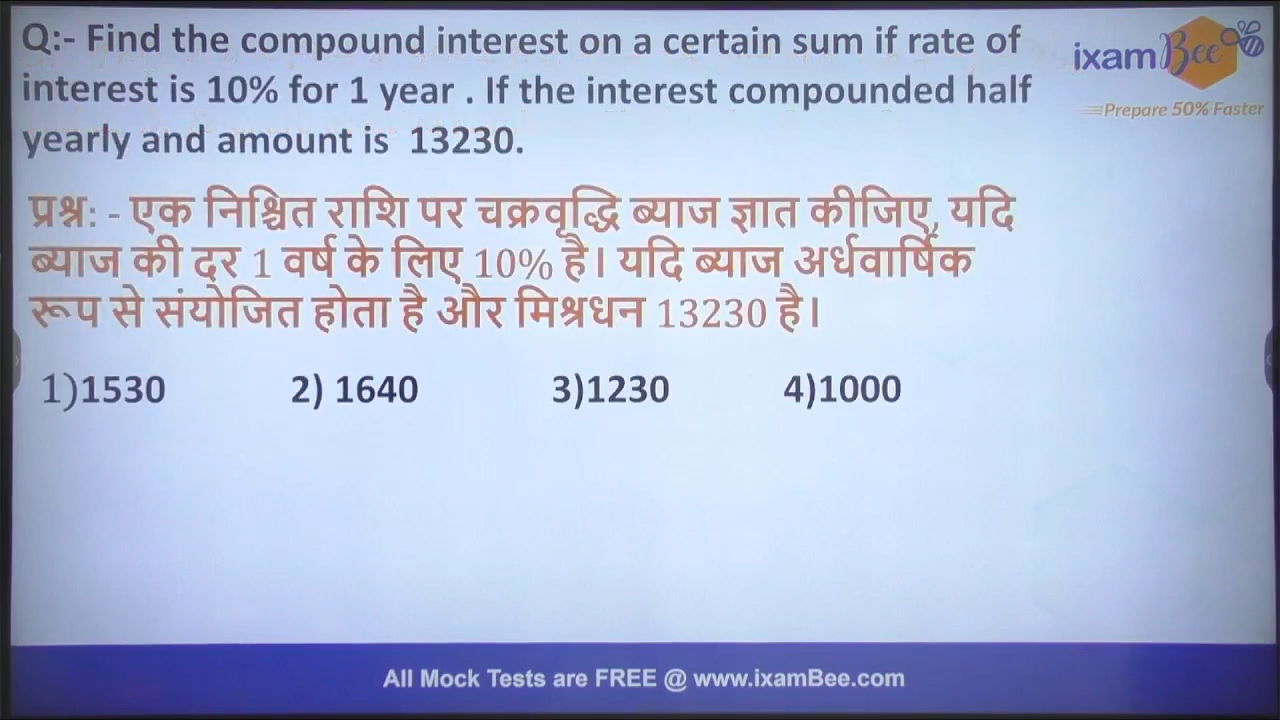 Q:- Find the compound interest on a certain sum if rate of
interest is 10% for 1 year . If the interest compounded half
yearly and amount is 13230.
ixamBee
Prepare 50% Faster
प्रश्न: - एक निश्चित राशि पर चक्रवृद्धि ब्याज ज्ञात कीजिए, यदि
ब्याज की दर 1 वर्ष के लिए 10% है। यदि ब्याज अर्धवार्षिक
रूप से संयोजित होता है और मिश्रधन 13230 है।
1)1530 2) 1640 3)1230 4)1000
All Mock Tests are FREE @ www.ixamBee.com